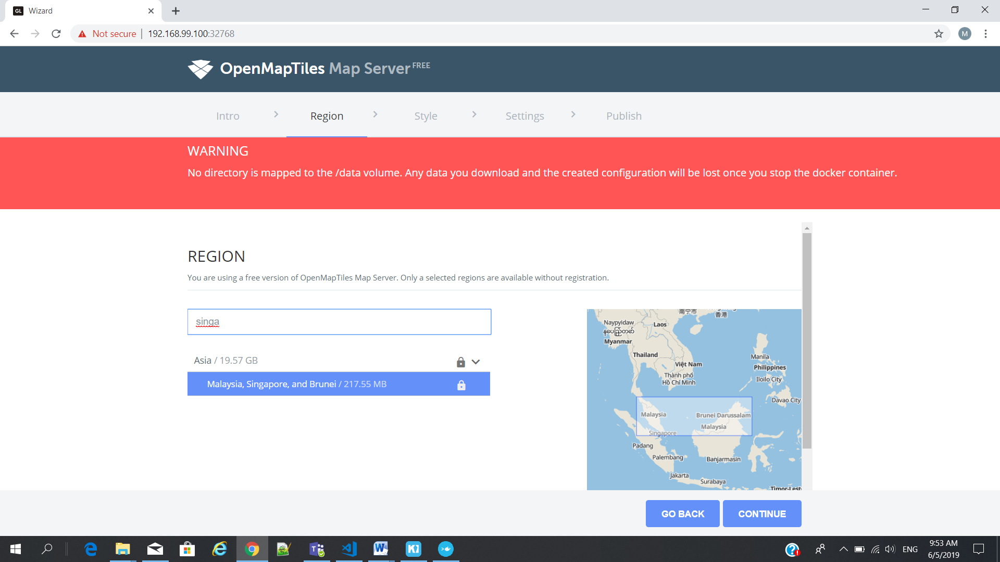 GL Wizard
Not secure | 192.168.99.100:32768
M
OpenMapTiles Map Server FREE
Intro
Region
Style
Settings
Publish
WARNING
No directory is mapped to the /data volume. Any data you download and the created configuration will be lost once you stop the docker container.
REGION
You are using a free version of OpenMapTiles Map Server. Only a selected regions are available without registration.
singa
Asia / 19.57 GB
Malaysia, Singapore, and Brunei / 217.55 MB
南宁市
香港
Naypyidaw
နေပြည်တော်
Myanmar
Laos
Thailand
Việt Nam
Thành phố
Hồ Chí Minh
Manila
Philippines
Iloilo City
Davao City
Malaysia
Brunei Darussalam
Malaysia
Singapore
Padang
Palembang
Banjarmasin
Jakarta
Surabaya
Timor-Lest
GO BACK
CONTINUE
ENG
9:53 AM
6/5/2019